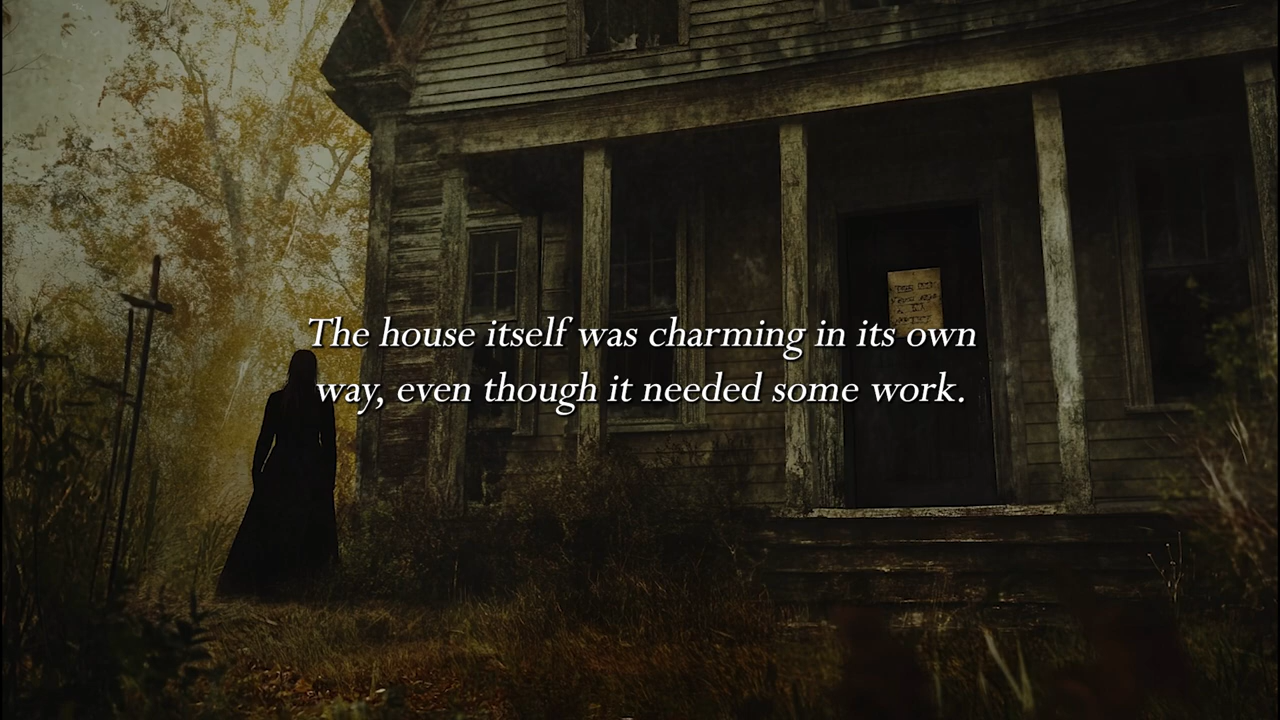 The house itself was charming in its own
way, even though it needed some work.